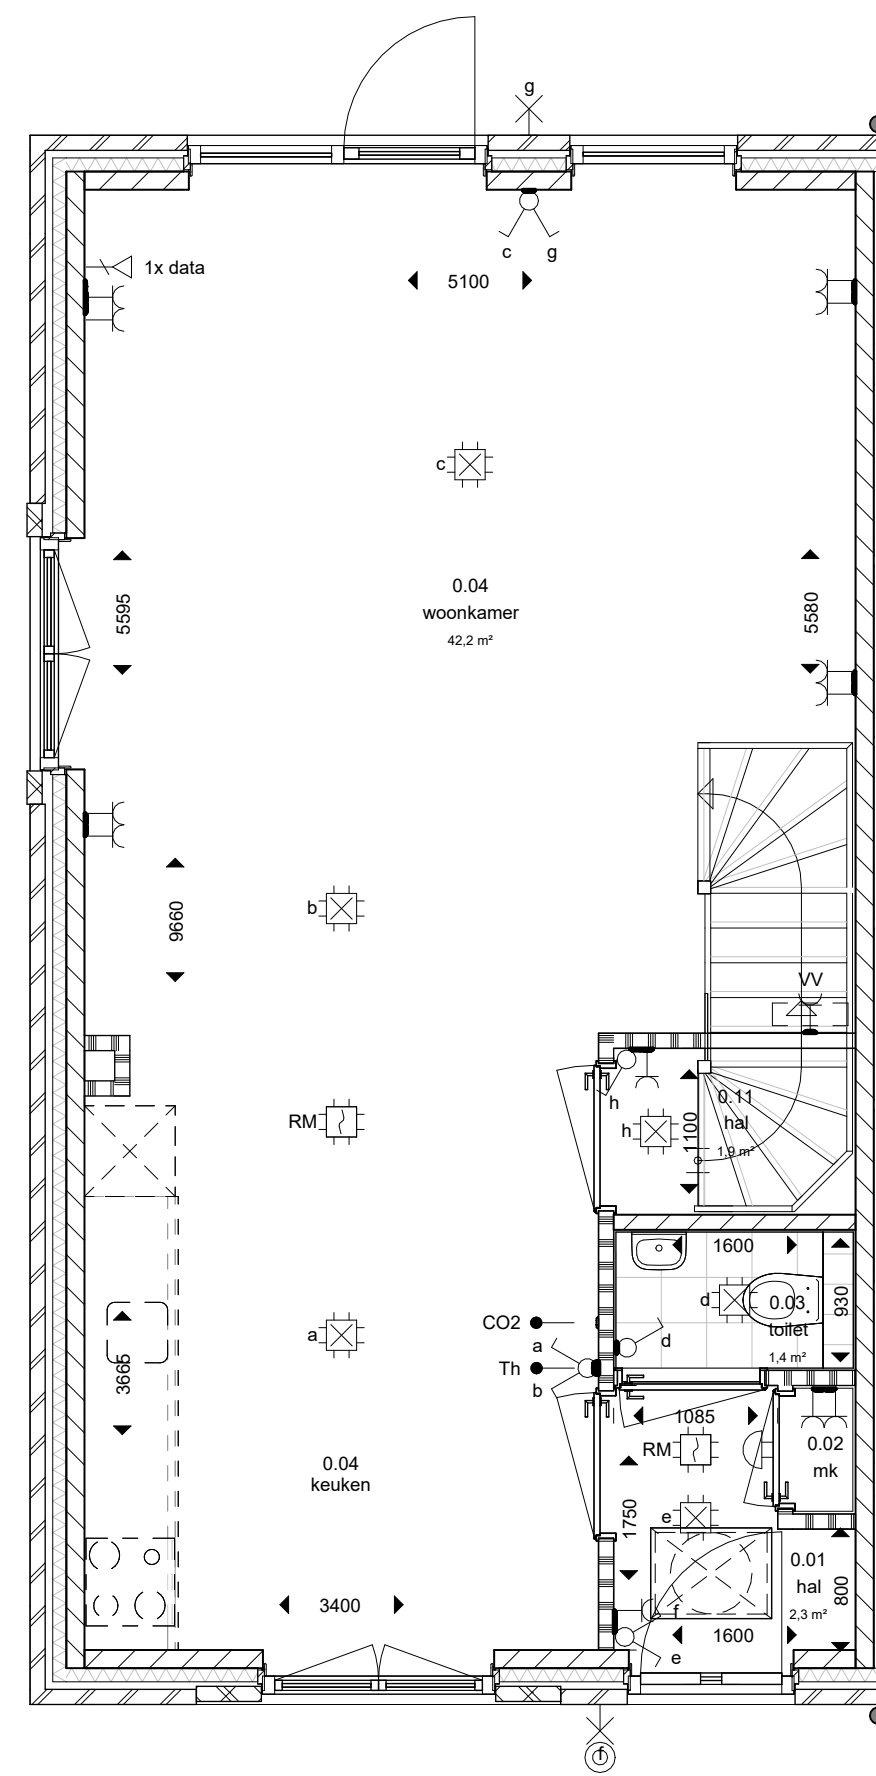 g
c g
1x data
5100
c
5595
0.04
woonkamer
42,2 m²
5580
b
9660
VV
RM
h
h
1100
0.11
hal
1,9 m²
1600
d
0.03
toilet
1,4 m²
930
CO2
a
d
Th
b
a
3665
1085
RM
0.02
mk
0.04
keuken
e
1750
0.01
hal
2,3 m²
800
3400
f
1600
e
f